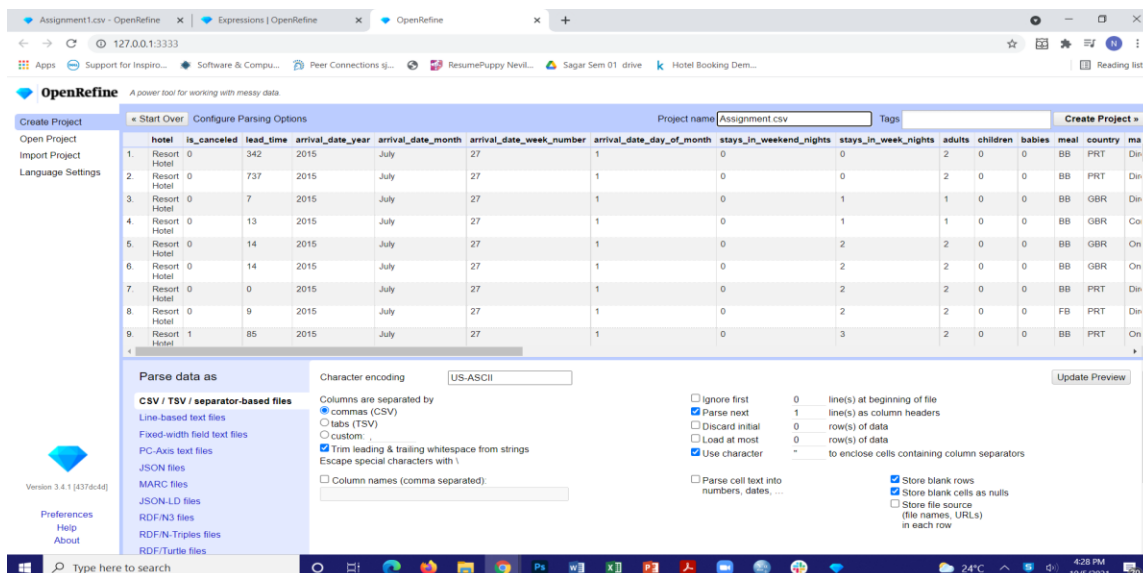 Assignment1.csv - OpenRefine
Expressions | OpenRefine
OpenRefine
127.0.0.1:3333
Apps Support for Inspiro... Software & Compu... Peer Connections sj... ResumePuppy Nevil... Sagar Sem 01 drive Hotel Booking Dem... Reading list
OpenRefine A power tool for working with messy data.
Create Project
Open Project
Import Project
Language Settings
« Start Over Configure Parsing Options Project name Assignment.csv Tags Create Project »
hotel is_canceled lead_time arrival_date_year arrival_date_month arrival_date_week_number arrival_date_day_of_month stays_in_weekend_nights stays_in_week_nights adults children babies meal country ma
1. Resort Hotel 0 342 2015 July 27 1 0 0 2 0 0 BB PRT Dir
2. Resort Hotel 0 737 2015 July 27 1 0 0 2 0 0 BB PRT Dir
3. Resort Hotel 0 7 2015 July 27 1 0 1 1 0 0 BB GBR Dir
4. Resort Hotel 0 13 2015 July 27 1 0 1 1 0 0 BB GBR Co
5. Resort Hotel 0 14 2015 July 27 1 0 2 2 0 0 BB GBR On
6. Resort Hotel 0 14 2015 July 27 1 0 2 2 0 0 BB GBR On
7. Resort Hotel 0 0 2015 July 27 1 0 2 2 0 0 BB PRT Dir
8. Resort Hotel 0 9 2015 July 27 1 0 2 2 0 0 FB PRT Dir
9. Resort Hotel 1 85 2015 July 27 1 0 3 2 0 0 BB PRT On
Parse data as
CSV / TSV / separator-based files
Line-based text files
Fixed-width field text files
PC-Axis text files
JSON files
MARC files
JSON-LD files
RDF/N3 files
RDF/N-Triples files
RDF/Turtle files
Character encoding US-ASCII
Update Preview
Columns are separated by
commas (CSV)
tabs (TSV)
custom: ,
Trim leading & trailing whitespace from strings
Escape special characters with \
Column names (comma separated):
Ignore first 0 line(s) at beginning of file
Parse next 1 line(s) as column headers
Discard initial 0 row(s) of data
Load at most 0 row(s) of data
Use character " to enclose cells containing column separators
Parse cell text into
numbers, dates, ...
Store blank rows
Store blank cells as nulls
Store file source
(file names, URLs)
in each row
Version 3.4.1 [437dc4d]
Preferences
Help
About
Type here to search
24°C
4:28 PM